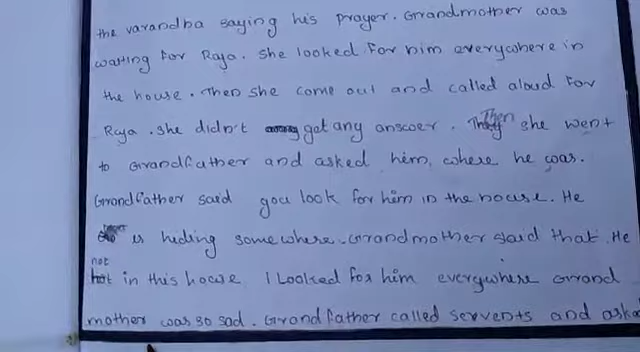 the varandha saying his prayer. Grandmother was
waiting for Raja. She looked for him everywhere in
the house. Then she come out and called aloud for
Raja. she didn't got any answer. Then she went
to Grandfather and asked him, where he was.
Grandfather said you look for him in the house. He
is hiding somewhere. Grandmother said that. He
not in this house I Looked for him everywhere Grand
mother was so sad. Grandfather called servents and aske